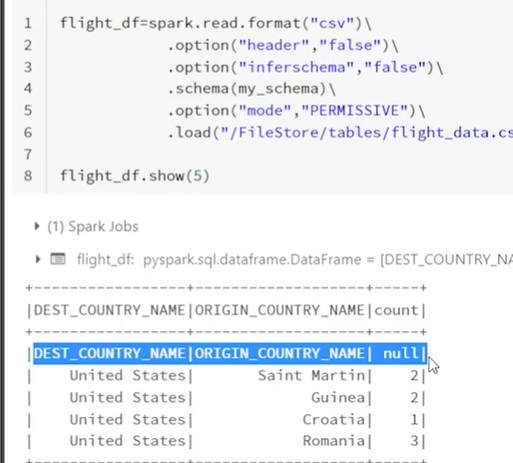 1 flight_df=spark.read.format("csv")\
2 .option("header","false")\
3 .option("inferschema","false")\
4 .schema(my_schema)\
5 .option("mode","PERMISSIVE")\
6 .load("/FileStore/tables/flight_data.cs
7
8 flight_df.show(5)
(1) Spark Jobs
flight_df: pyspark.sql.dataframe.DataFrame = [DEST_COUNTRY_NA
+-----------------+-------------------+-----+
|DEST_COUNTRY_NAME|ORIGIN_COUNTRY_NAME|count|
+-----------------+-------------------+-----+
|DEST_COUNTRY_NAME|ORIGIN_COUNTRY_NAME| null|
|    United States|       Saint Martin|    2|
|    United States|             Guinea|    2|
|    United States|            Croatia|    1|
|    United States|            Romania|    3|
+-----------------+-------------------+-----+